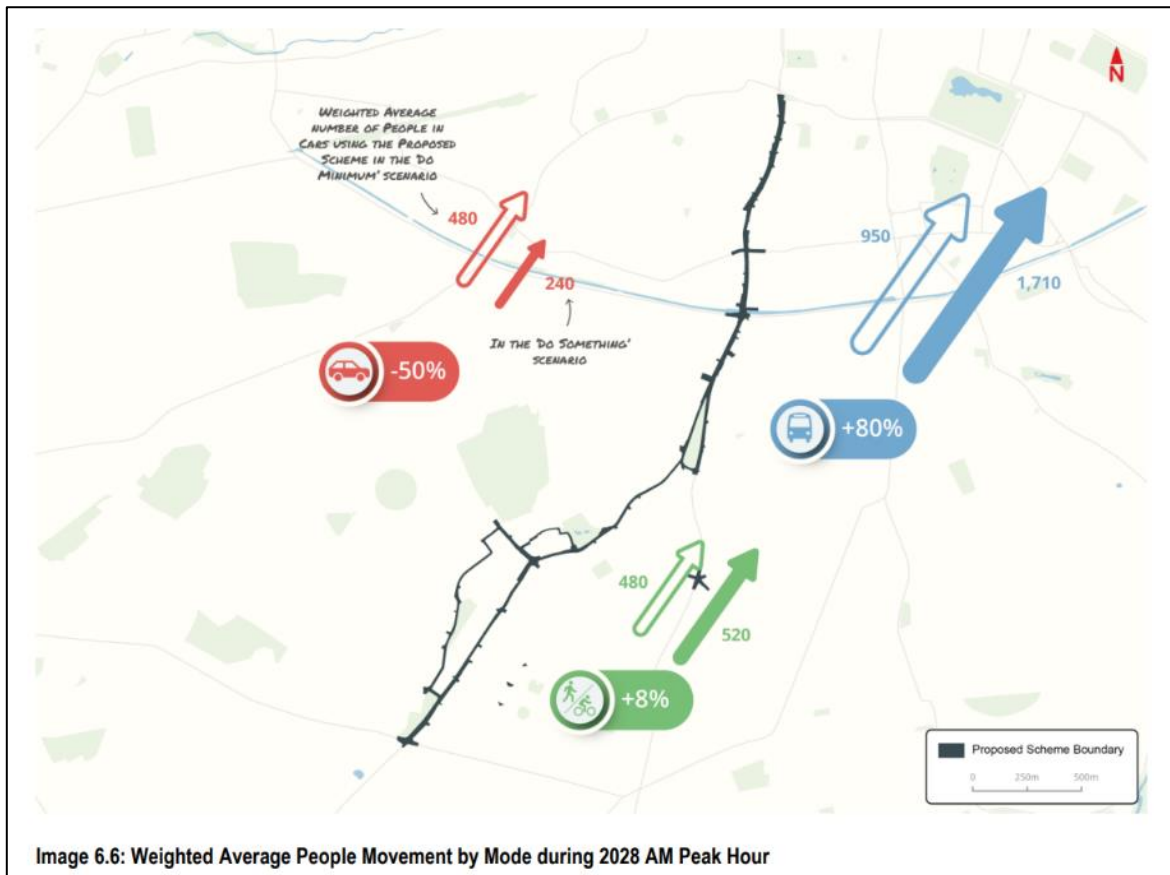 N
WEIGHTED AVERAGE
NUMBER OF PEOPLE IN
CARS USING THE PROPOSED
SCHEME IN THE 'DO
MINIMUM' SCENARIO
480
240
IN THE 'DO SOMETHING'
SCENARIO
-50%
950
1,710
+80%
480
520
+8%
Proposed Scheme Boundary
0 250m 500m
Image 6.6: Weighted Average People Movement by Mode during 2028 AM Peak Hour